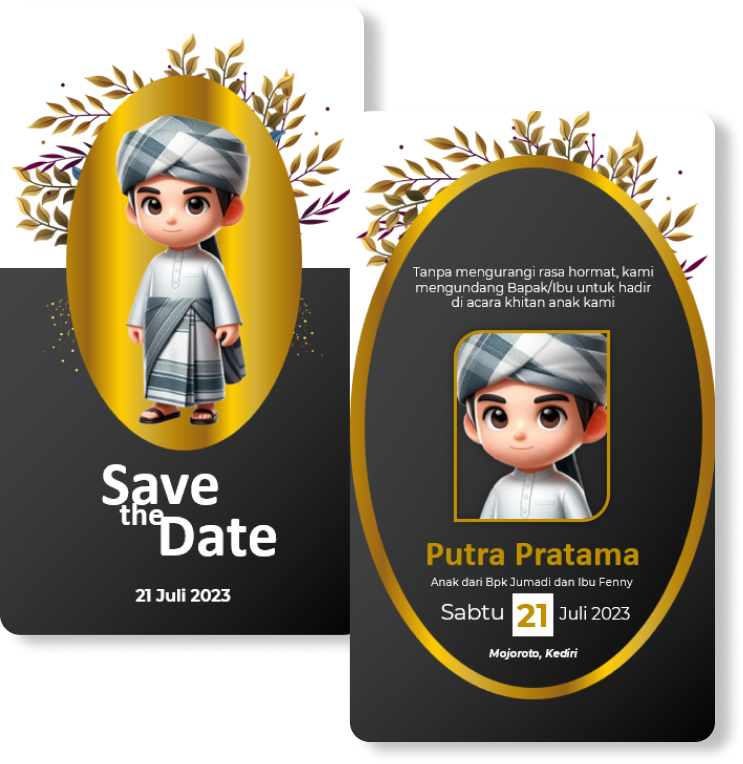 Save
the
Date
21 Juli 2023
Tanpa mengurangi rasa hormat, kami
mengundang Bapak/Ibu untuk hadir
di acara khitan anak kami
Putra Pratama
Anak dari Bpk Jumadi dan Ibu Fenny
Sabtu 21 Juli 2023
Mojoroto, Kediri